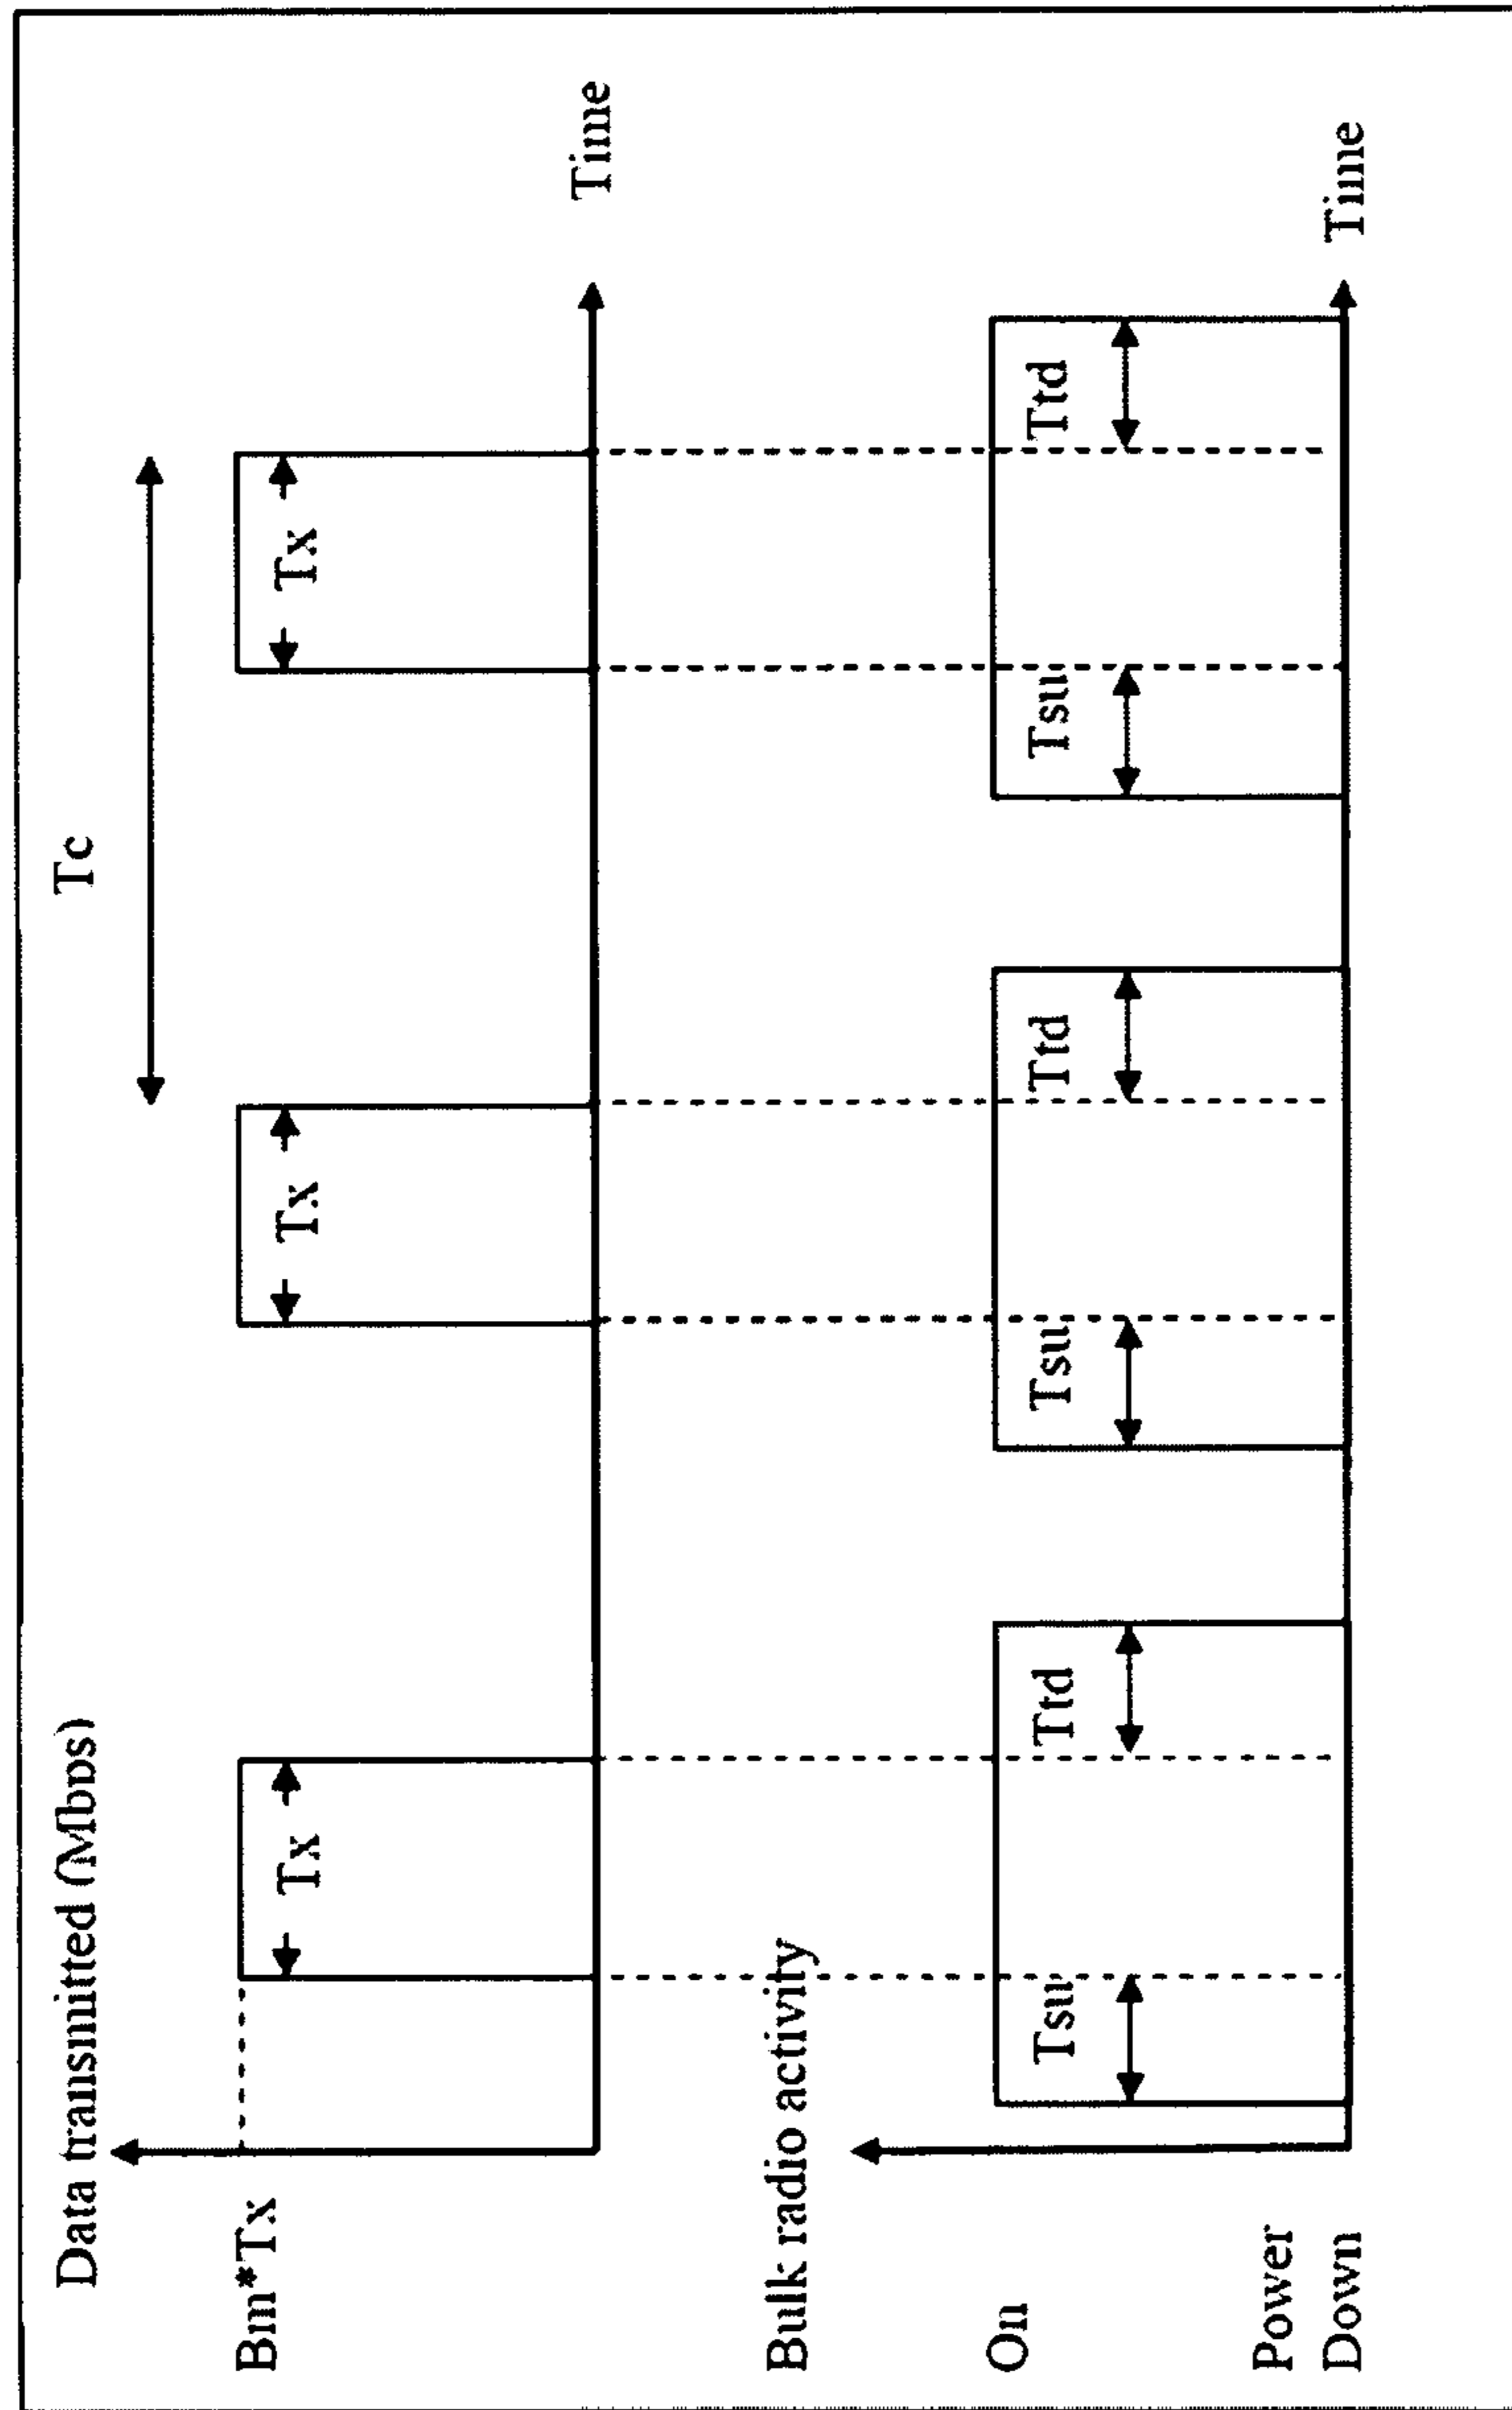 Data transmitted (Mbps)
Tc
Bm*Tx
Tx
Tx
Tx
Time
Bulk radio activity
On
Tsu
Ttd
Tsu
Ttd
Tsu
Ttd
Power
Down
Time